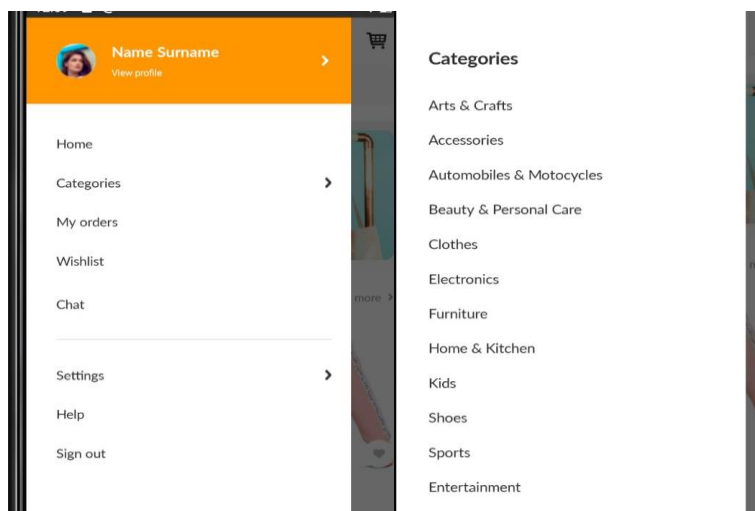 Name Surname
View profile
Home
Categories
My orders
Wishlist
Chat
Settings
Help
Sign out
more
Categories
Arts & Crafts
Accessories
Automobiles & Motocycles
Beauty & Personal Care
Clothes
Electronics
Furniture
Home & Kitchen
Kids
Shoes
Sports
Entertainment